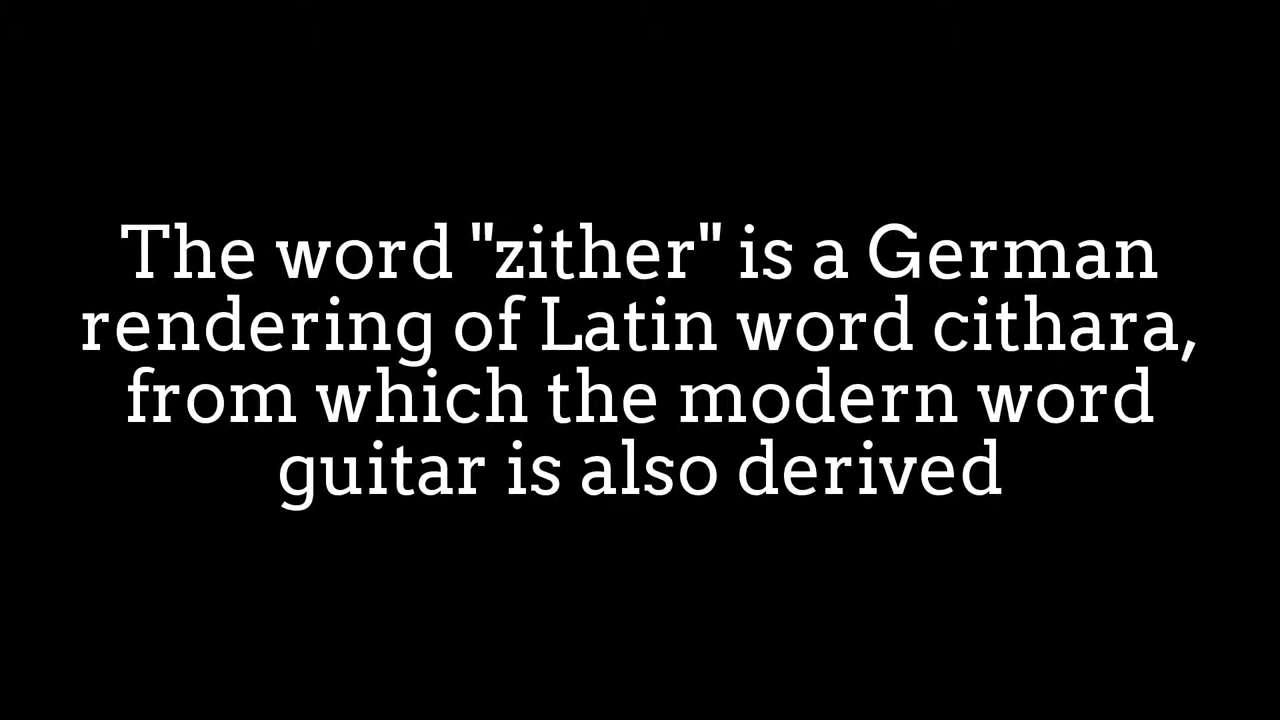 The word "zither" is a German
rendering of Latin word cithara,
from which the modern word
guitar is also derived